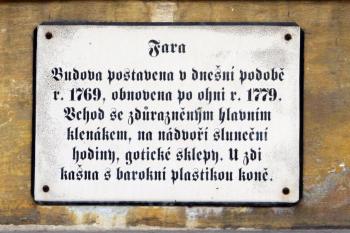 Fara
Budova postavena v dnešní podobě
r. 1769, obnovena po ohni r. 1779.
Vchod se zdůrazněným hlavním
klenákem, na nádvoří sluneční
hodiny, gotické sklepy. U zdi
kašna s barokní plastikou koně.